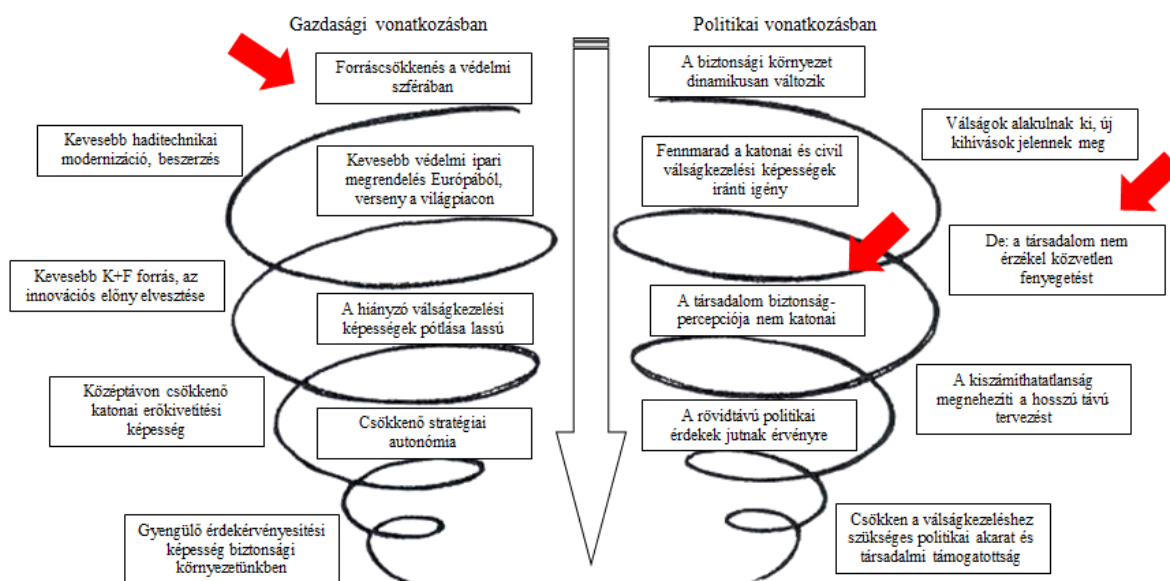 Gazdasági vonatkozásban
Forráscsökkenés a védelmi
szférában
Kevesebb haditechnikai
modernizáció, beszerzés
Kevesebb védelmi ipari
megrendelés Európából,
verseny a világpiacon
Kevesebb K+F forrás, az
innovációs előny elvesztése
A hiányzó válságkezelési
képességek pótlása lassú
Középtávon csökkenő
katonai erőkivetítési
képesség
Csökkenő stratégiai
autonómia
Gyengülő érdekérvényesítési
képesség biztonsági
környezetünkben
Politikai vonatkozásban
A biztonsági környezet
dinamikusan változik
Válságok alakulnak ki, új
kihívások jelennek meg
Fennmarad a katonai és civil
válságkezelési képességek
iránti igény
De: a társadalom nem
érzékel közvetlen
fenyegetést
A társadalom biztonság-
percepciója nem katonai
A kiszámíthatatlanság
megnehezíti a hosszú távú
tervezést
A rövidtávú politikai
érdekek jutnak érvényre
Csökken a válságkezeléshez
szükséges politikai akarat és
társadalmi támogatottság